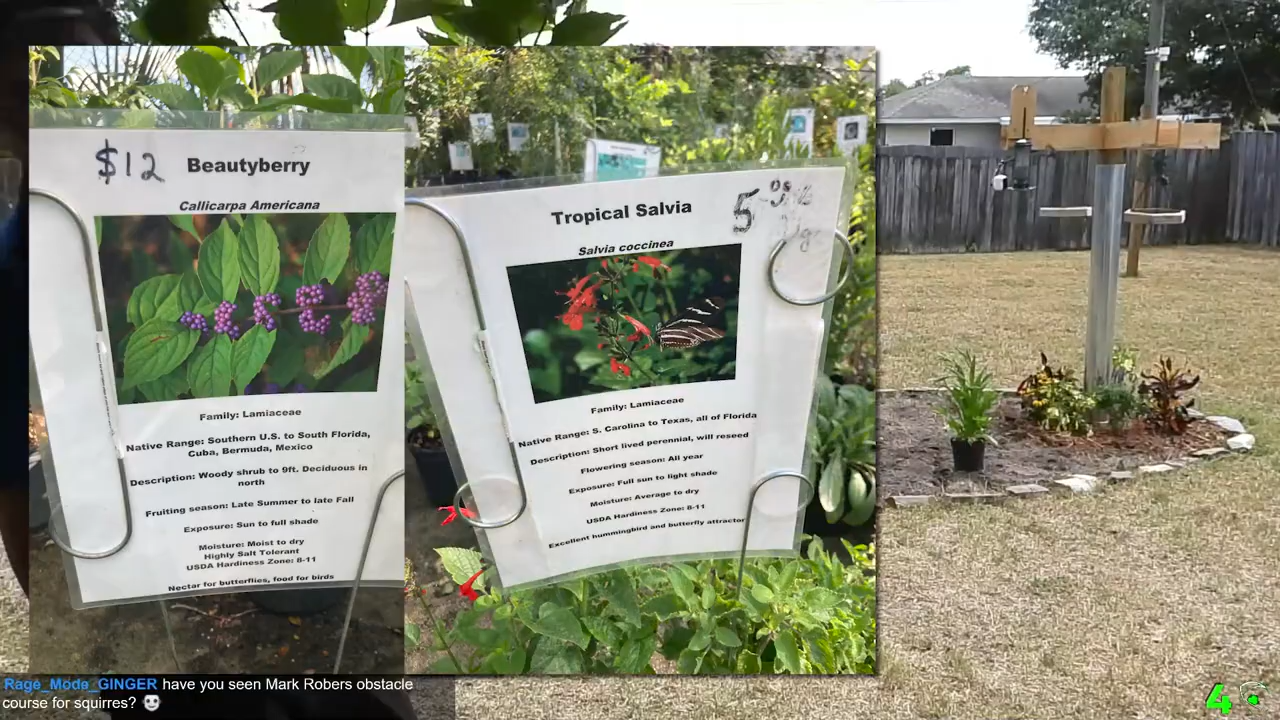 $12
Beautyberry
Callicarpa Americana
Family: Lamiaceae
Native Range: Southern U.S. to South Florida,
Cuba, Bermuda, Mexico
Description: Woody shrub to 9ft. Deciduous in
north
Fruiting season: Late Summer to late Fall
Exposure: Sun to full shade
Moisture: Moist to dry
Highly Salt Tolerant
USDA Hardiness Zone: 8-11
Nectar for butterflies, food for birds
Tropical Salvia
Salvia coccinea
Family: Lamiaceae
Native Range: S. Carolina to Texas, all of Florida
Description: Short lived perennial, will reseed
Flowering season: All year
Exposure: Full sun to light shade
Moisture: Average to dry
USDA Hardiness Zone: 8-11
Excellent hummingbird and butterfly attractor
Rage_Mode_GINGER have you seen Mark Robers obstacle
course for squirres?
4